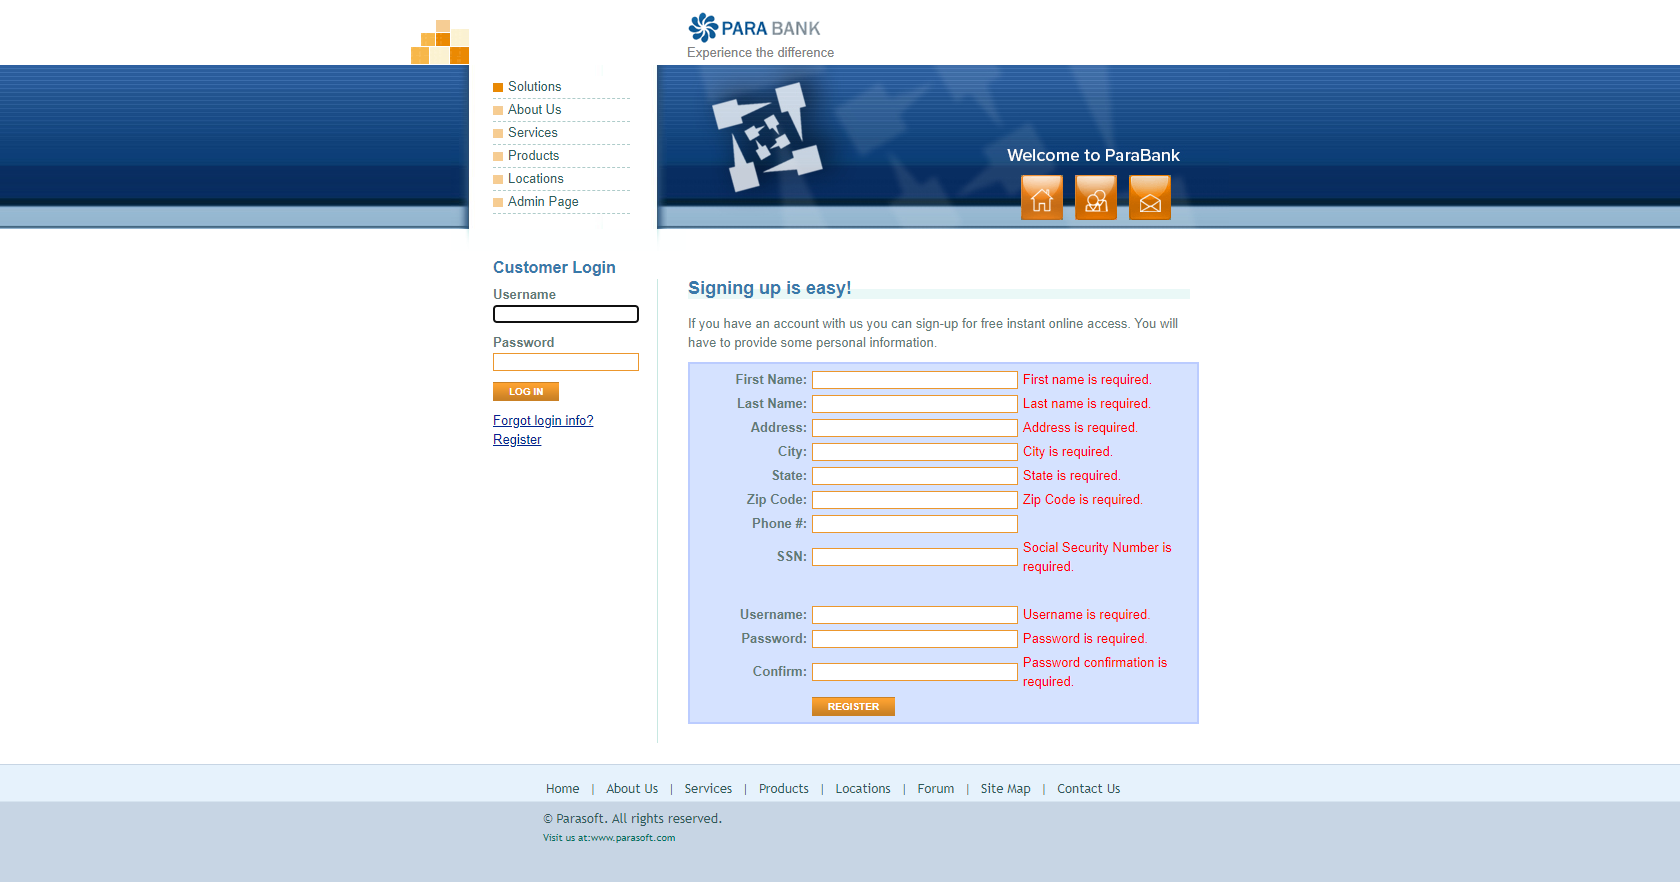 PARA BANK
Experience the difference
Solutions
About Us
Services
Products
Locations
Admin Page
Welcome to ParaBank
Customer Login
Username
Password
LOG IN
Forgot login info?
Register
Signing up is easy!
If you have an account with us you can sign-up for free instant online access. You will
have to provide some personal information.
First Name: First name is required.
Last Name: Last name is required.
Address: Address is required.
City: City is required.
State: State is required.
Zip Code: Zip Code is required.
Phone #:
SSN: Social Security Number is
required.
Username: Username is required.
Password: Password is required.
Confirm: Password confirmation is
required.
REGISTER
Home | About Us | Services | Products | Locations | Forum | Site Map | Contact Us
© Parasoft. All rights reserved.
Visit us at:www.parasoft.com